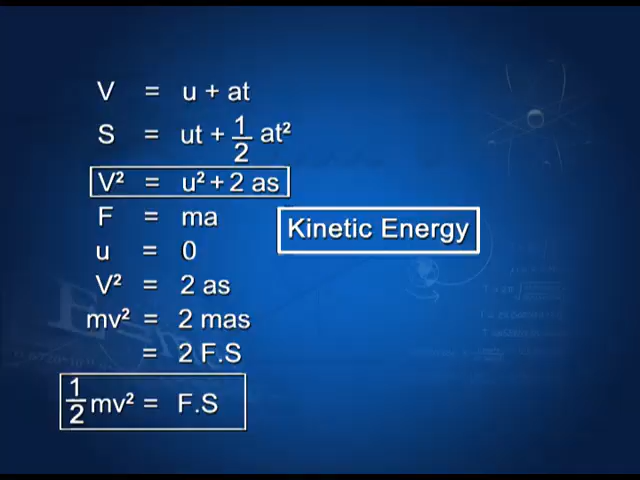 V = u + at
S = ut + 1/2 at²
V² = u² + 2 as
F = ma
Kinetic Energy
u = 0
V² = 2 as
mv² = 2 mas
= 2 F.S
1/2 mv² = F.S